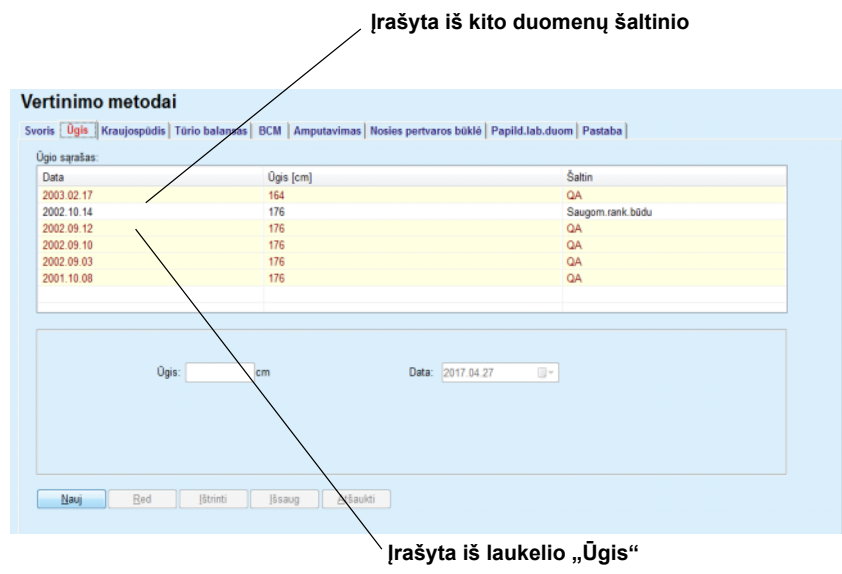 Įrašyta iš kito duomenų šaltinio
Vertinimo metodai
Svoris Ūgis Kraujospūdis Tūrio balansas BCM Amputavimas Nosies pertvaros būklė Papild.lab.duom Pastaba
Ūgio sąrašas:
Data Ūgis [cm] Šaltin
2003.02.17 164 QA
2002.10.14 176 Saugom.rank.būdu
2002.09.12 176 QA
2002.09.10 176 QA
2002.09.03 176 QA
2001.10.08 176 QA
Ūgis: cm Data: 2017.04.27
Nauj Red Ištrinti Įšsaug Atšaukti
Įrašyta iš laukelio „Ūgis“